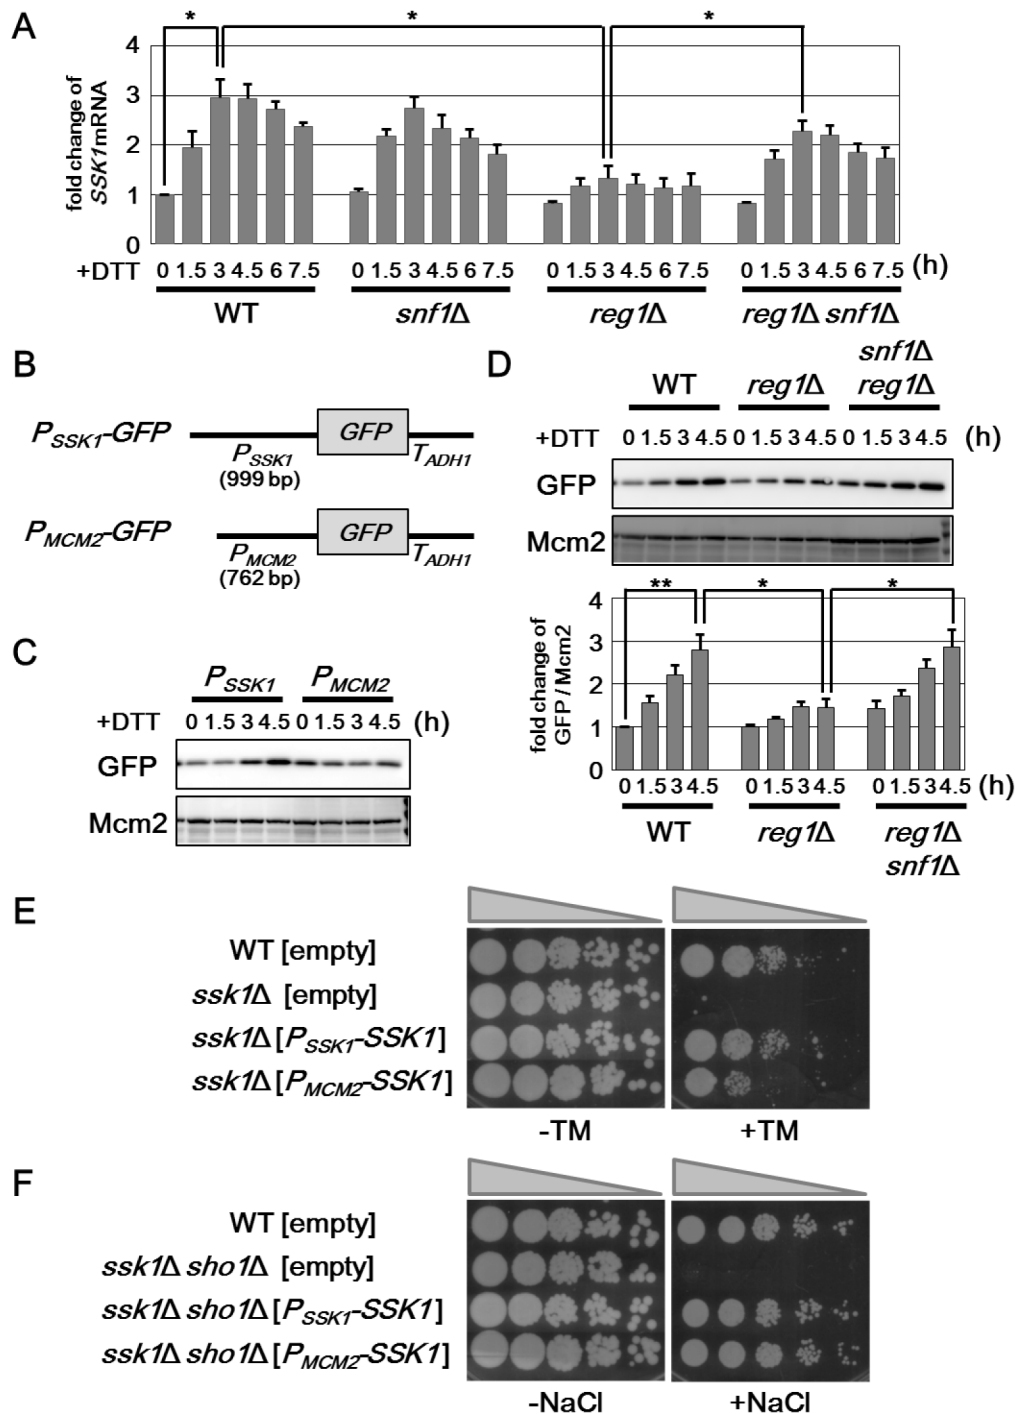 A
* * *
fold change of
SSK1 mRNA
4
3
2
1
0
+DTT 0 1.5 3 4.5 6 7.5 0 1.5 3 4.5 6 7.5 0 1.5 3 4.5 6 7.5 0 1.5 3 4.5 6 7.5 (h)
WT snf1Δ reg1Δ reg1Δ snf1Δ
B
PSSK1-GFP
GFP
PSSK1
(999 bp)
TADH1
PMCM2-GFP
GFP
PMCM2
(762 bp)
TADH1
C
PSSK1 PMCM2
+DTT 0 1.5 3 4.5 0 1.5 3 4.5 (h)
GFP
Mcm2
D
snf1Δ
WT reg1Δ reg1Δ
+DTT 0 1.5 3 4.5 0 1.5 3 4.5 0 1.5 3 4.5 (h)
GFP
Mcm2
** * *
fold change of
GFP / Mcm2
4
3
2
1
0
0 1.5 3 4.5 0 1.5 3 4.5 0 1.5 3 4.5 (h)
WT reg1Δ reg1Δ
snf1Δ
E
WT [empty]
ssk1Δ [empty]
ssk1Δ [PSSK1-SSK1]
ssk1Δ [PMCM2-SSK1]
-TM +TM
F
WT [empty]
ssk1Δ sho1Δ [empty]
ssk1Δ sho1Δ [PSSK1-SSK1]
ssk1Δ sho1Δ [PMCM2-SSK1]
-NaCl +NaCl